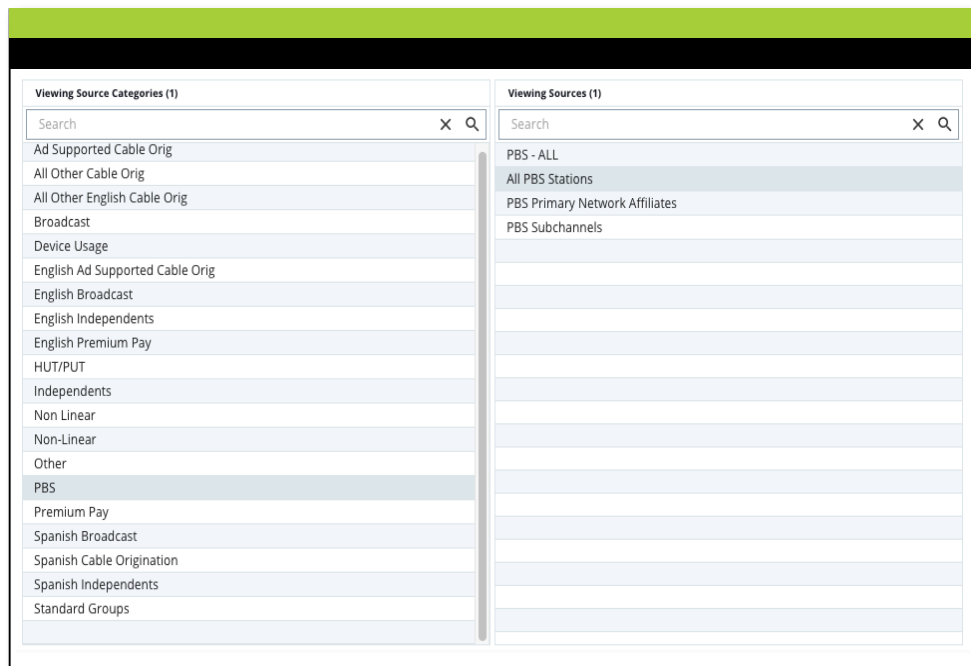 Viewing Source Categories (1)
Search
Ad Supported Cable Orig
All Other Cable Orig
All Other English Cable Orig
Broadcast
Device Usage
English Ad Supported Cable Orig
English Broadcast
English Independents
English Premium Pay
HUT/PUT
Independents
Non Linear
Non-Linear
Other
PBS
Premium Pay
Spanish Broadcast
Spanish Cable Origination
Spanish Independents
Standard Groups
Viewing Sources (1)
Search
PBS - ALL
All PBS Stations
PBS Primary Network Affiliates
PBS Subchannels